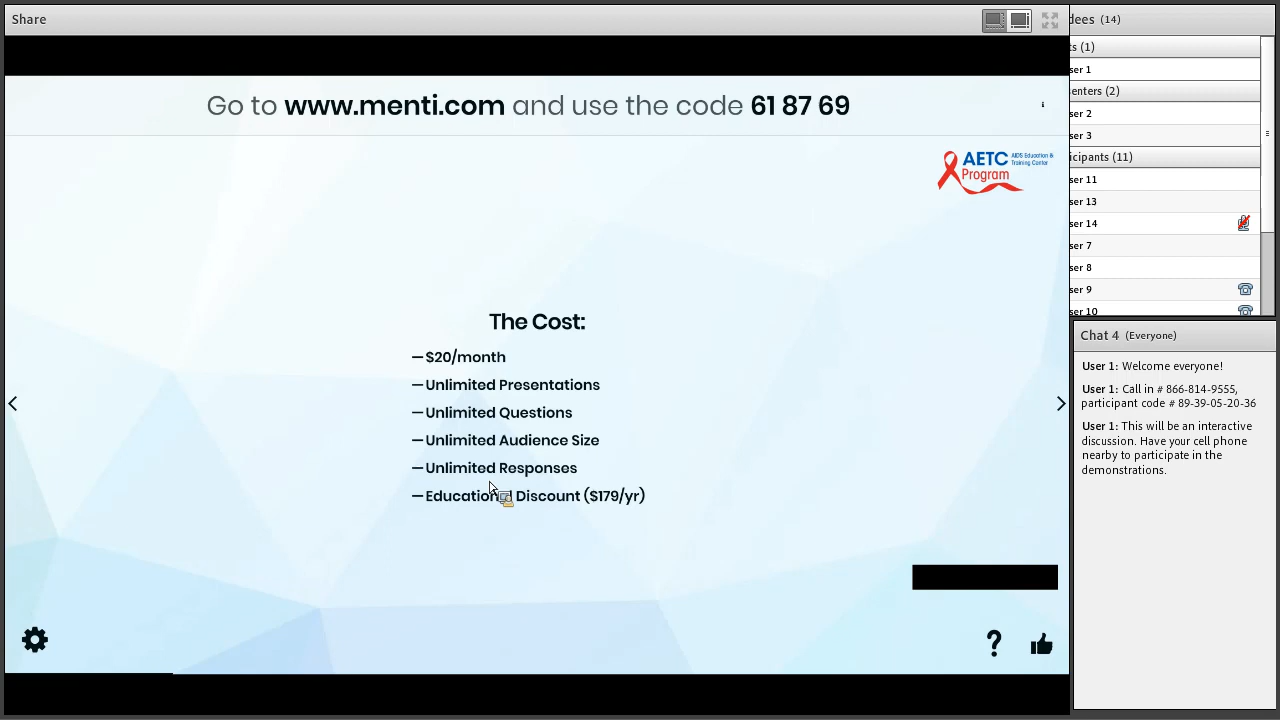 Share
Go to www.menti.com and use the code 61 87 69
AETC AIDS Education &
Training Center
Program
The Cost:
—$20/month
—Unlimited Presentations
—Unlimited Questions
—Unlimited Audience Size
—Unlimited Responses
—Education Discount ($179/yr)
?
dees (14)
ts (1)
ser 1
enters (2)
ser 2
ser 3
icipants (11)
ser 11
ser 13
ser 14
ser 7
ser 8
ser 9
ser 10
Chat 4 (Everyone)
User 1: Welcome everyone!
User 1: Call in # 866-814-9555,
participant code # 89-39-05-20-36
User 1: This will be an interactive
discussion. Have your cell phone
nearby to participate in the
demonstrations.